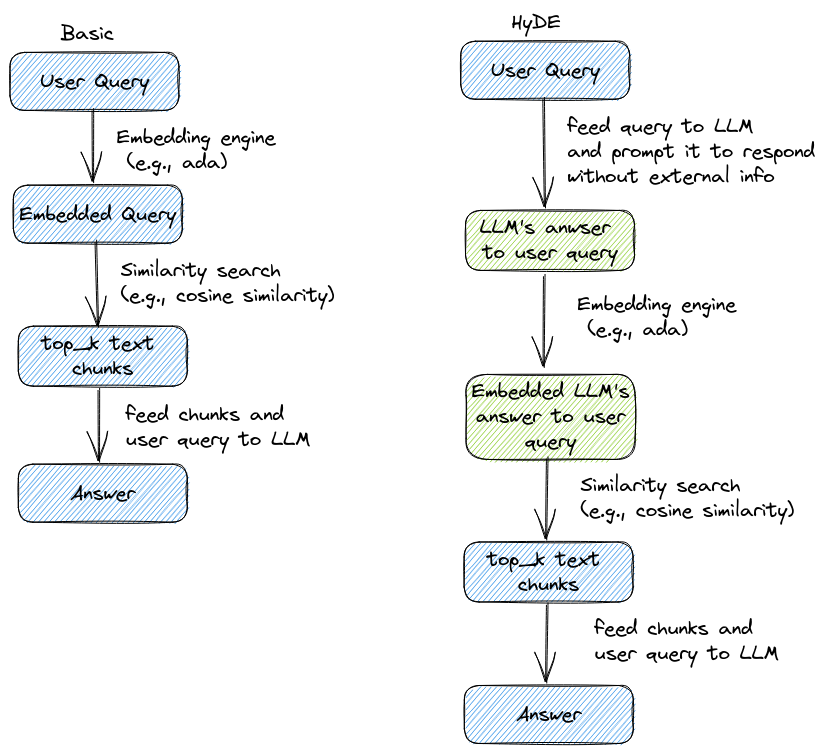 Basic
User Query
Embedding engine
(e.g., ada)
Embedded Query
Similarity search
(e.g., cosine similarity)
top_k text
chunks
feed chunks and
user query to LLM
Answer
HyDE
User Query
feed query to LLM
and prompt it to respond
without external info
LLM's anwser
to user query
Embedding engine
(e.g., ada)
Embedded LLM's
answer to user
query
Similarity search
(e.g., cosine similarity)
top_k text
chunks
feed chunks and
user query to LLM
Answer